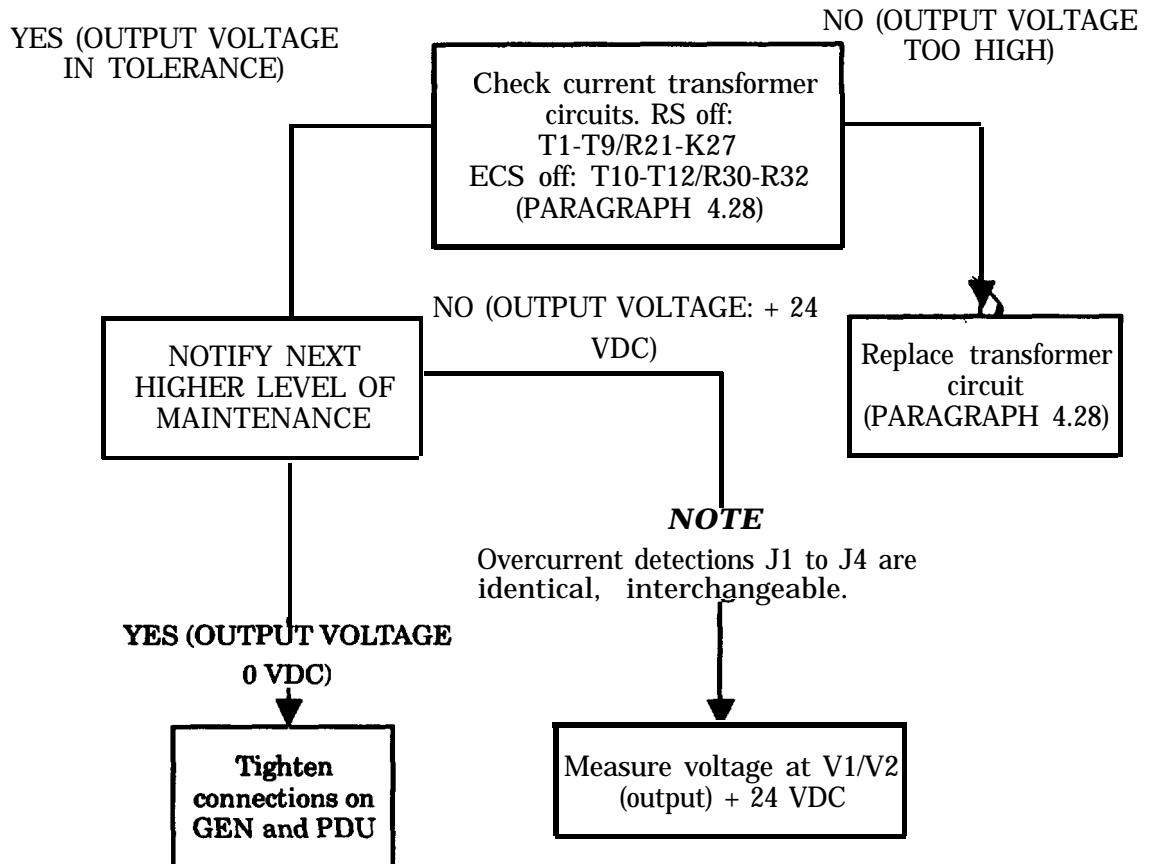 YES (OUTPUT VOLTAGE
IN TOLERANCE)
NO (OUTPUT VOLTAGE
TOO HIGH)
Check current transformer
circuits. RS off:
T1-T9/R21-K27
ECS off: T10-T12/R30-R32
(PARAGRAPH 4.28)
NO (OUTPUT VOLTAGE: + 24
VDC)
NOTIFY NEXT
HIGHER LEVEL OF
MAINTENANCE
Replace transformer
circuit
(PARAGRAPH 4.28)
NOTE
Overcurrent detections J1 to J4 are
identical, interchangeable.
YES (OUTPUT VOLTAGE
0 VDC)
Tighten
connections on
GEN and PDU
Measure voltage at V1/V2
(output) + 24 VDC